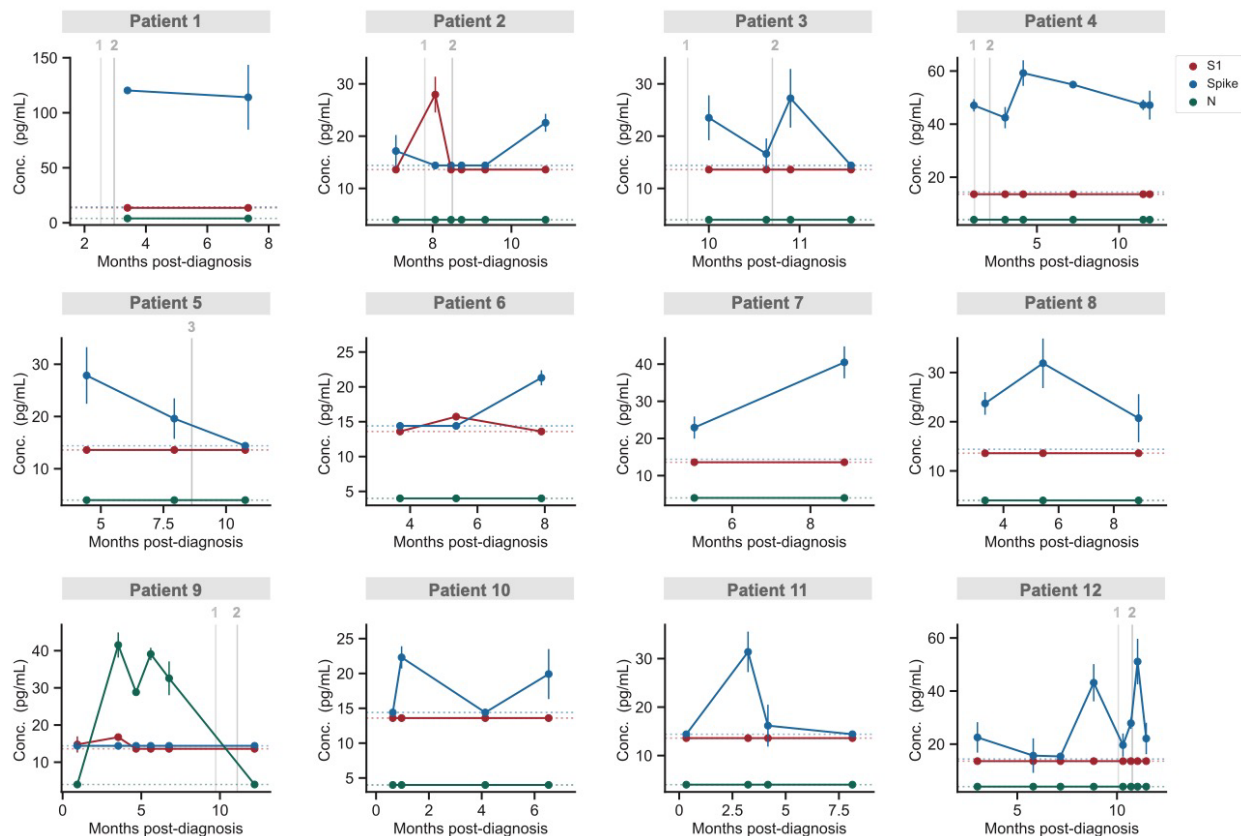 Patient 1 Patient 2 Patient 3 Patient 4
1 2 1 2 1 2 1 2
S1
Spike
N
Conc. (pg/mL)
150
100
50
0
2 4 6 8
Months post-diagnosis
Conc. (pg/mL)
30
20
10
8 10
Months post-diagnosis
Conc. (pg/mL)
30
20
10
10 11
Months post-diagnosis
Conc. (pg/mL)
60
40
20
5 10
Months post-diagnosis
Patient 5 Patient 6 Patient 7 Patient 8
3
Conc. (pg/mL)
30
20
10
5 7.5 10
Months post-diagnosis
Conc. (pg/mL)
25
20
15
10
5
4 6 8
Months post-diagnosis
Conc. (pg/mL)
40
30
20
10
6 8
Months post-diagnosis
Conc. (pg/mL)
30
20
10
4 6 8
Months post-diagnosis
Patient 9 Patient 10 Patient 11 Patient 12
1 2 1 2
Conc. (pg/mL)
40
30
20
10
0 5 10
Months post-diagnosis
Conc. (pg/mL)
25
20
15
10
5
0 2 4 6
Months post-diagnosis
Conc. (pg/mL)
30
20
10
0 2.5 5 7.5
Months post-diagnosis
Conc. (pg/mL)
60
40
20
5 10
Months post-diagnosis